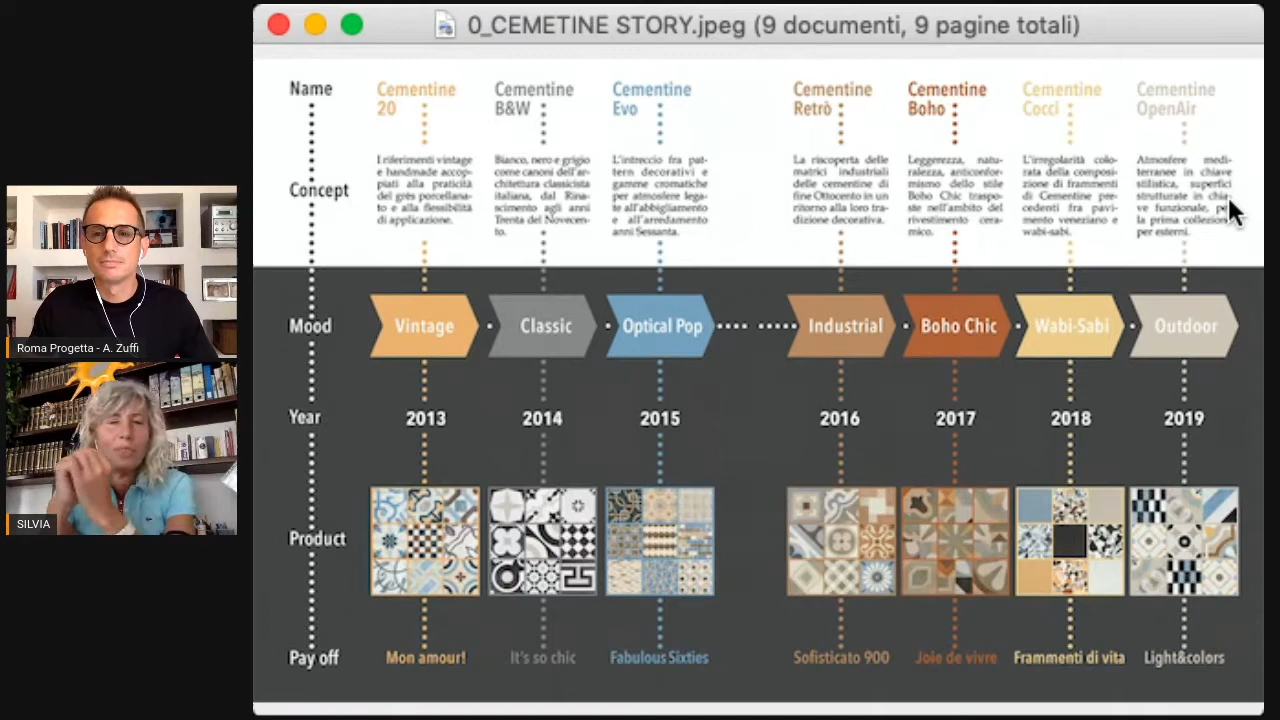 0_CEMETINE STORY.jpeg (9 documenti, 9 pagine totali)
Name
Cementine
20
Cementine
B&W
Cementine
Evo
Cementine
Retrò
Cementine
Boho
Cementine
Cocci
Cementine
OpenAir
Concept
I riferimenti vintage
e handmade accop-
piati alla praticità
del grès porcellana-
to e alla flessibilità
di applicazione.
Bianco, nero e grigio
come canoni dell'ar-
chitettura classicista
italiana, dal Rina-
scimento agli anni
Trenta del Novecen-
to.
L'intreccio fra pat-
tern decorativi e
gamme cromatiche
per atmosfere lega-
te all'abbigliamento
e all'arredamento
anni Sessanta.
La riscoperta delle
matrici industriali
delle cementine di
fine Ottocento in un
ritorno alla loro tra-
dizione decorativa.
Leggerezza, natu-
ralezza, anticonfor-
mismo dello stile
Boho Chic traspo-
ste nell'ambito del
rivestimento cera-
mico.
L'irregolarità colo-
rata della composi-
zione di frammenti
di Cementine pre-
cedenti fra pavi-
mento veneziano e
wabi-sabi.
Atmosfere medi-
terranee in chiave
stilistica, superfici
strutturate in chia-
ve funzionale, per
la prima collezione
per esterni.
Mood
Vintage
Classic
Optical Pop
Industrial
Boho Chic
Wabi-Sabi
Outdoor
Year
2013
2014
2015
2016
2017
2018
2019
Product
Pay off
Mon amour!
It's so chic
Fabulous Sixties
Sofisticato 900
Joie de vivre
Frammenti di vita
Light&colors
Roma Progetta - A. Zuffi
SILVIA